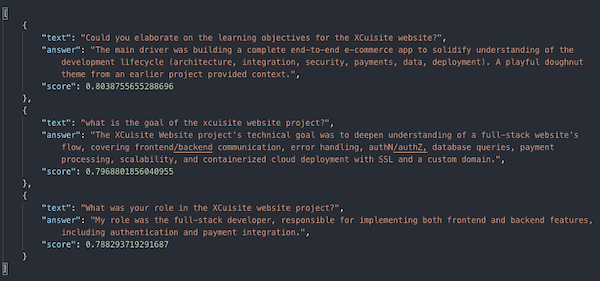 [
{
"text": "Could you elaborate on the learning objectives for the XCuisite website?",
"answer": "The main driver was building a complete end-to-end e-commerce app to solidify understanding of the
development lifecycle (architecture, integration, security, payments, data, deployment). A playful doughnut
theme from an earlier project provided context.",
"score": 0.8038755655288696
},
{
"text": "what is the goal of the xcuisite website project?",
"answer": "The XCuisite Website project's technical goal was to deepen understanding of a full-stack website's
flow, covering frontend/backend communication, error handling, authN/authZ, database queries, payment
processing, scalability, and containerized cloud deployment with SSL and a custom domain.",
"score": 0.7968801856040955
},
{
"text": "What was your role in the XCuisite website project?",
"answer": "My role was the full-stack developer, responsible for implementing both frontend and backend features,
including authentication and payment integration.",
"score": 0.788293719291687
}
]